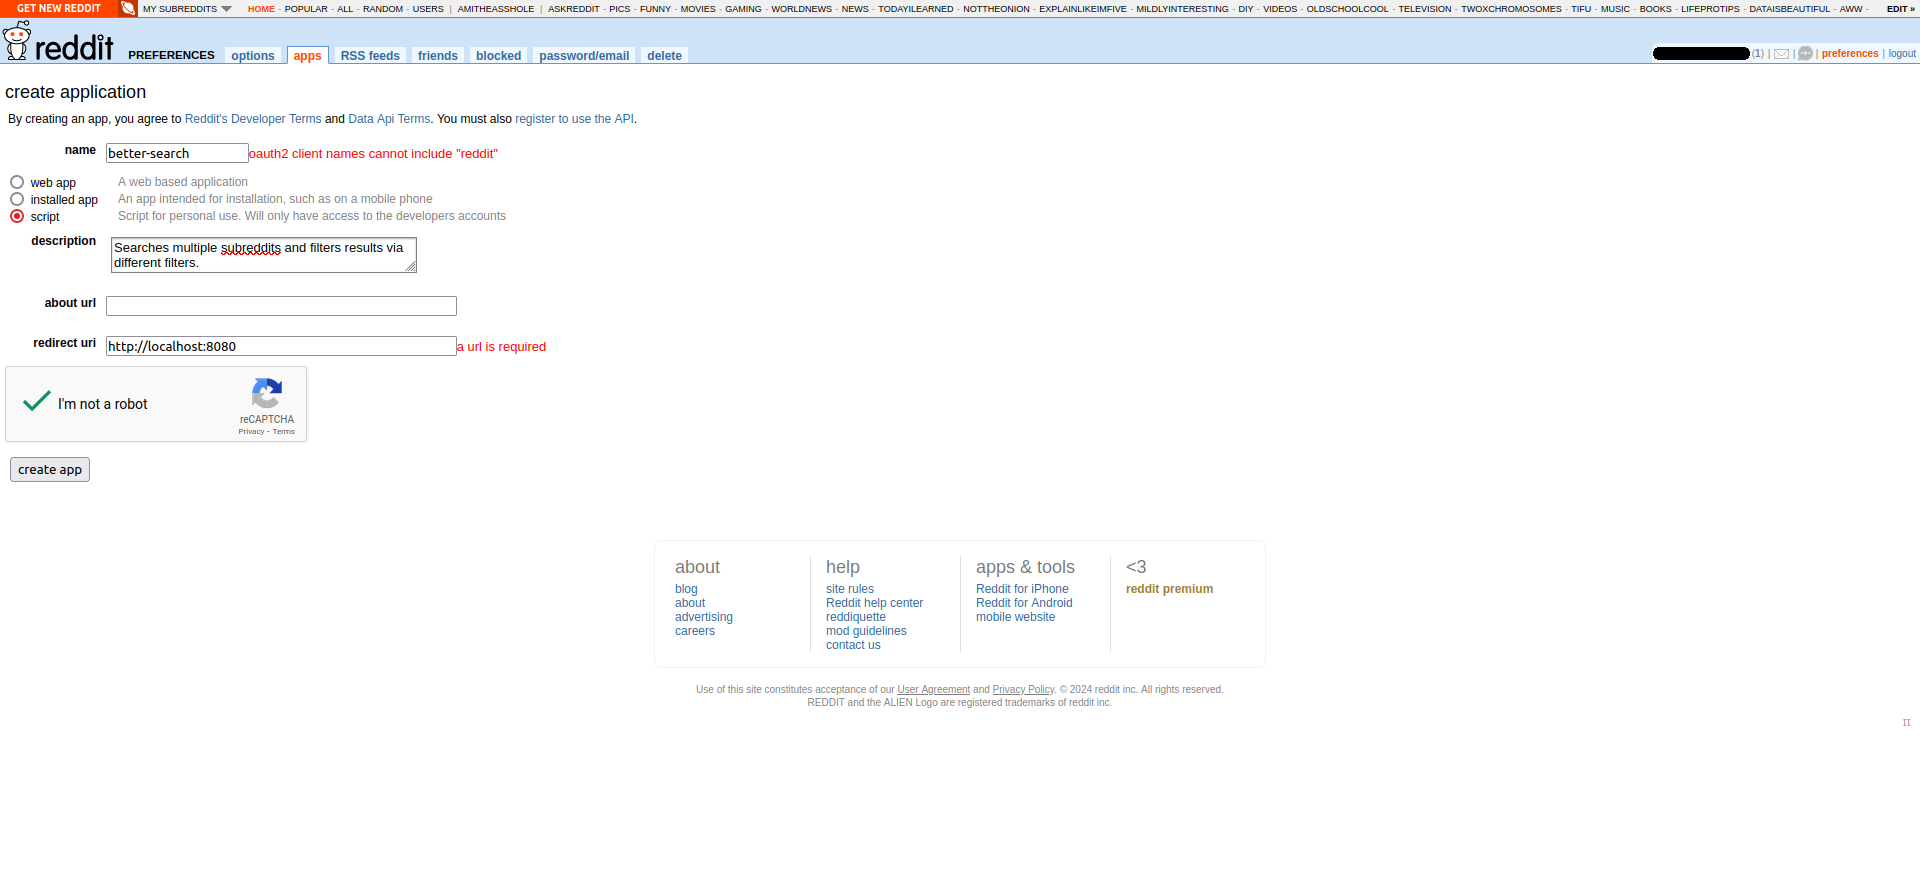 GET NEW REDDIT MY SUBREDDITS HOME - POPULAR - ALL - RANDOM - USERS | AMITHEASSHOLE | ASKREDDIT - PICS - FUNNY - MOVIES - GAMING - WORLDNEWS - NEWS - TODAYILEARNED - NOTTHEONION - EXPLAINLIKEIMFIVE - MILDLYINTERESTING - DIY - VIDEOS - OLDSCHOOLCOOL - TELEVISION - TWOXCHROMOSOMES - TIFU - MUSIC - BOOKS - LIFEPROTIPS - DATAISBEAUTIFUL - AWW - EDIT »
reddit PREFERENCES options apps RSS feeds friends blocked password/email delete (1) | | | preferences | logout
create application
By creating an app, you agree to Reddit's Developer Terms and Data Api Terms. You must also register to use the API.
name better-search oauth2 client names cannot include "reddit"
web app A web based application
installed app An app intended for installation, such as on a mobile phone
script Script for personal use. Will only have access to the developers accounts
description Searches multiple subreddits and filters results via
different filters.
about url
redirect uri http://localhost:8080 a url is required
I'm not a robot
reCAPTCHA
Privacy - Terms
create app
about
blog
about
advertising
careers
help
site rules
Reddit help center
reddiquette
mod guidelines
contact us
apps & tools
Reddit for iPhone
Reddit for Android
mobile website
<3
reddit premium
Use of this site constitutes acceptance of our User Agreement and Privacy Policy. © 2024 reddit inc. All rights reserved.
REDDIT and the ALIEN Logo are registered trademarks of reddit inc.
π